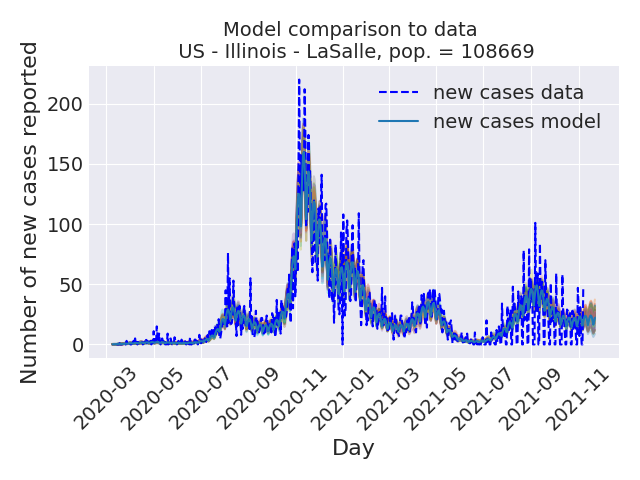 Model comparison to data
US - Illinois - LaSalle, pop. = 108669
new cases data
new cases model
Number of new cases reported
200
150
100
50
0
2020-03
2020-05
2020-07
2020-09
2020-11
2021-01
2021-03
2021-05
2021-07
2021-09
2021-11
Day